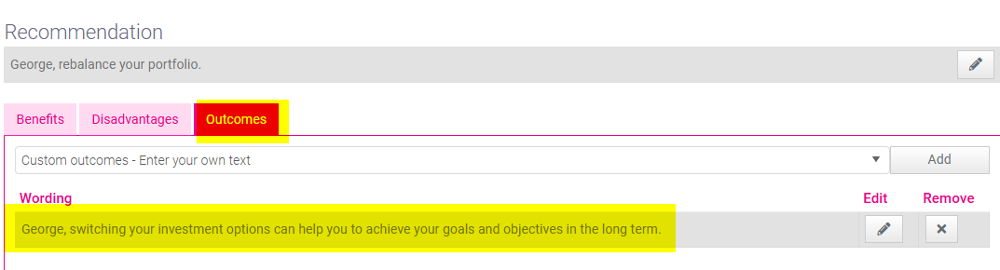 Recommendation
George, rebalance your portfolio.
Benefits Disadvantages Outcomes
Custom outcomes - Enter your own text Add
Wording Edit Remove
George, switching your investment options can help you to achieve your goals and objectives in the long term.